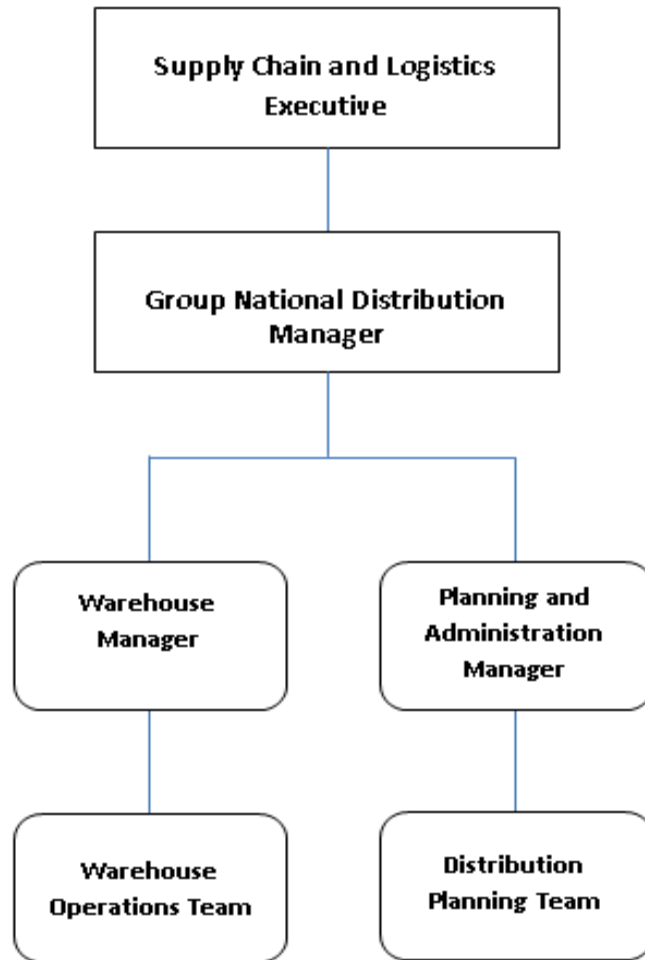 Supply Chain and Logistics
Executive
Group National Distribution
Manager
Warehouse
Manager
Planning and
Administration
Manager
Warehouse
Operations Team
Distribution
Planning Team